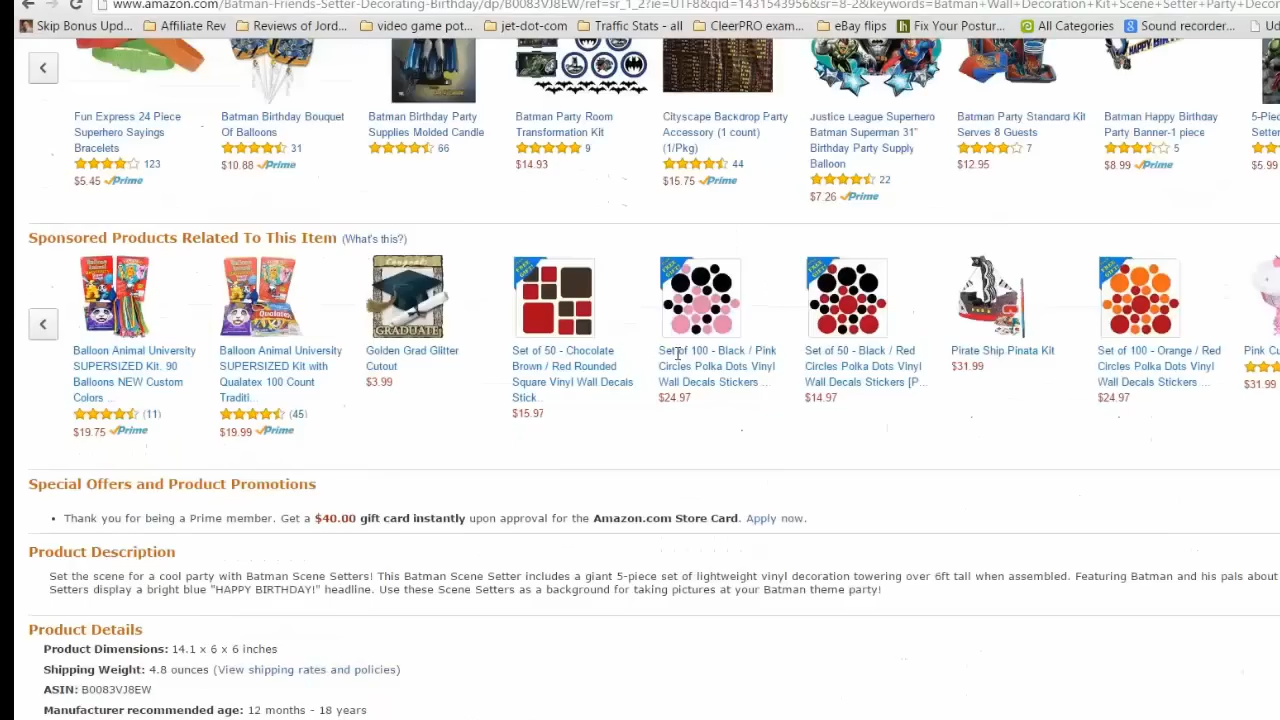 www.amazon.com/Batman-Friends-Setter-Decorating-Birthday/dp/B0083VJ8EW/ref=sr_1_2?ie=UTF8&qid=1431543956&sr=8-2&keywords=Batman+Wall+Decoration+Kit+Scene+Setter+Party+Decor
Skip Bonus Upd... Affiliate Rev Reviews of Jord... video game pot... jet-dot-com Traffic Stats - all CleerPRO exam... eBay flips Fix Your Postur... All Categories Sound recorder...
Fun Express 24 Piece
Superhero Sayings
Bracelets
123
$5.45 Prime
Batman Birthday Bouquet
Of Balloons
31
$10.88 Prime
Batman Birthday Party
Supplies Molded Candle
66
Batman Party Room
Transformation Kit
9
$14.93
Cityscape Backdrop Party
Accessory (1 count)
(1/Pkg)
44
$15.75 Prime
Justice League Superhero
Batman Superman 31"
Birthday Party Supply
Balloon
22
$7.26 Prime
Batman Party Standard Kit
Serves 8 Guests
7
$12.95
Batman Happy Birthday
Party Banner-1 piece
5
$8.99 Prime
5-Piec
Sette
$5.99
Sponsored Products Related To This Item (What's this?)
GRADUATE
Balloon Animal University
SUPERSIZED Kit. 90
Balloons NEW Custom
Colors ...
(11)
$19.75 Prime
Balloon Animal University
SUPERSIZED Kit with
Qualatex 100 Count
Traditi...
(45)
$19.99 Prime
Golden Grad Glitter
Cutout
$3.99
Set of 50 - Chocolate
Brown / Red Rounded
Square Vinyl Wall Decals
Stick...
$15.97
Set of 100 - Black / Pink
Circles Polka Dots Vinyl
Wall Decals Stickers ...
$24.97
Set of 50 - Black / Red
Circles Polka Dots Vinyl
Wall Decals Stickers [P...
$14.97
Pirate Ship Pinata Kit
$31.99
Set of 100 - Orange / Red
Circles Polka Dots Vinyl
Wall Decals Stickers ...
$24.97
Pink Cu
$31.99
Special Offers and Product Promotions
• Thank you for being a Prime member. Get a $40.00 gift card instantly upon approval for the Amazon.com Store Card. Apply now.
Product Description
Set the scene for a cool party with Batman Scene Setters! This Batman Scene Setter includes a giant 5-piece set of lightweight vinyl decoration towering over 6ft tall when assembled. Featuring Batman and his pals about
Setters display a bright blue "HAPPY BIRTHDAY!" headline. Use these Scene Setters as a background for taking pictures at your Batman theme party!
Product Details
Product Dimensions: 14.1 x 6 x 6 inches
Shipping Weight: 4.8 ounces (View shipping rates and policies)
ASIN: B0083VJ8EW
Manufacturer recommended age: 12 months - 18 years